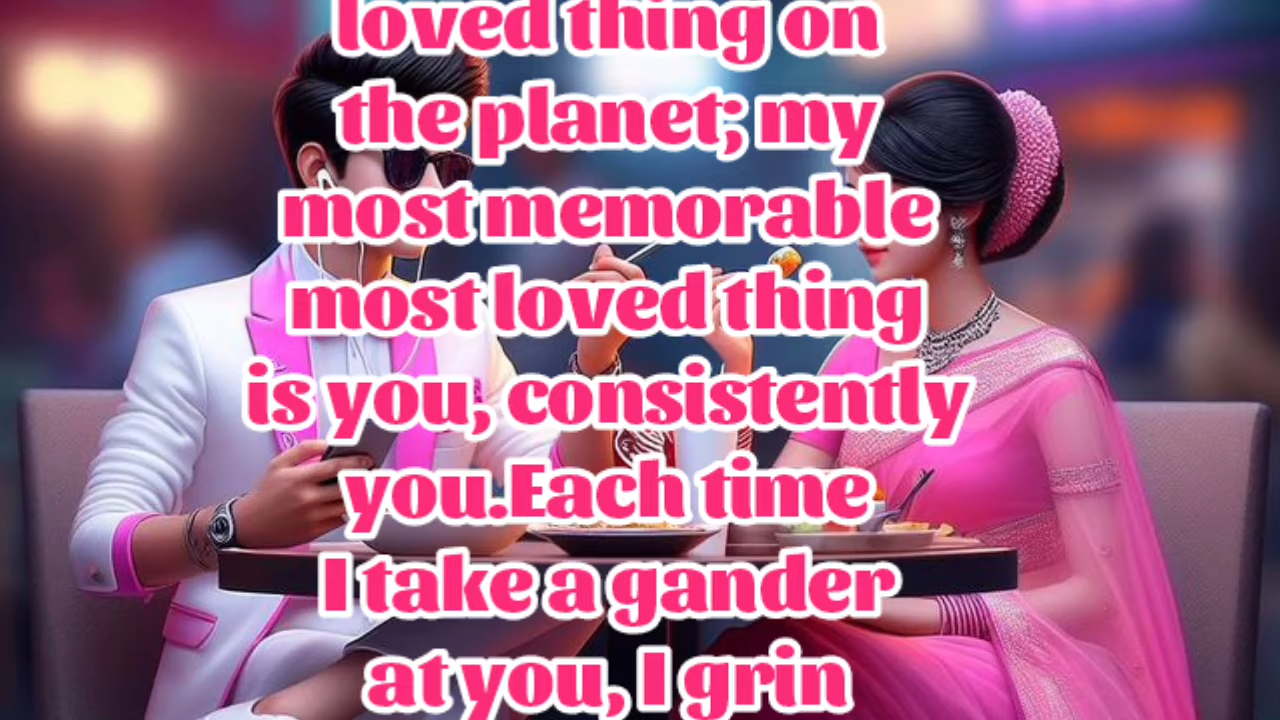 loved thing on
the planet; my
most memorable
most loved thing
is you, consistently
you.Each time
I take a gander
at you, I grin